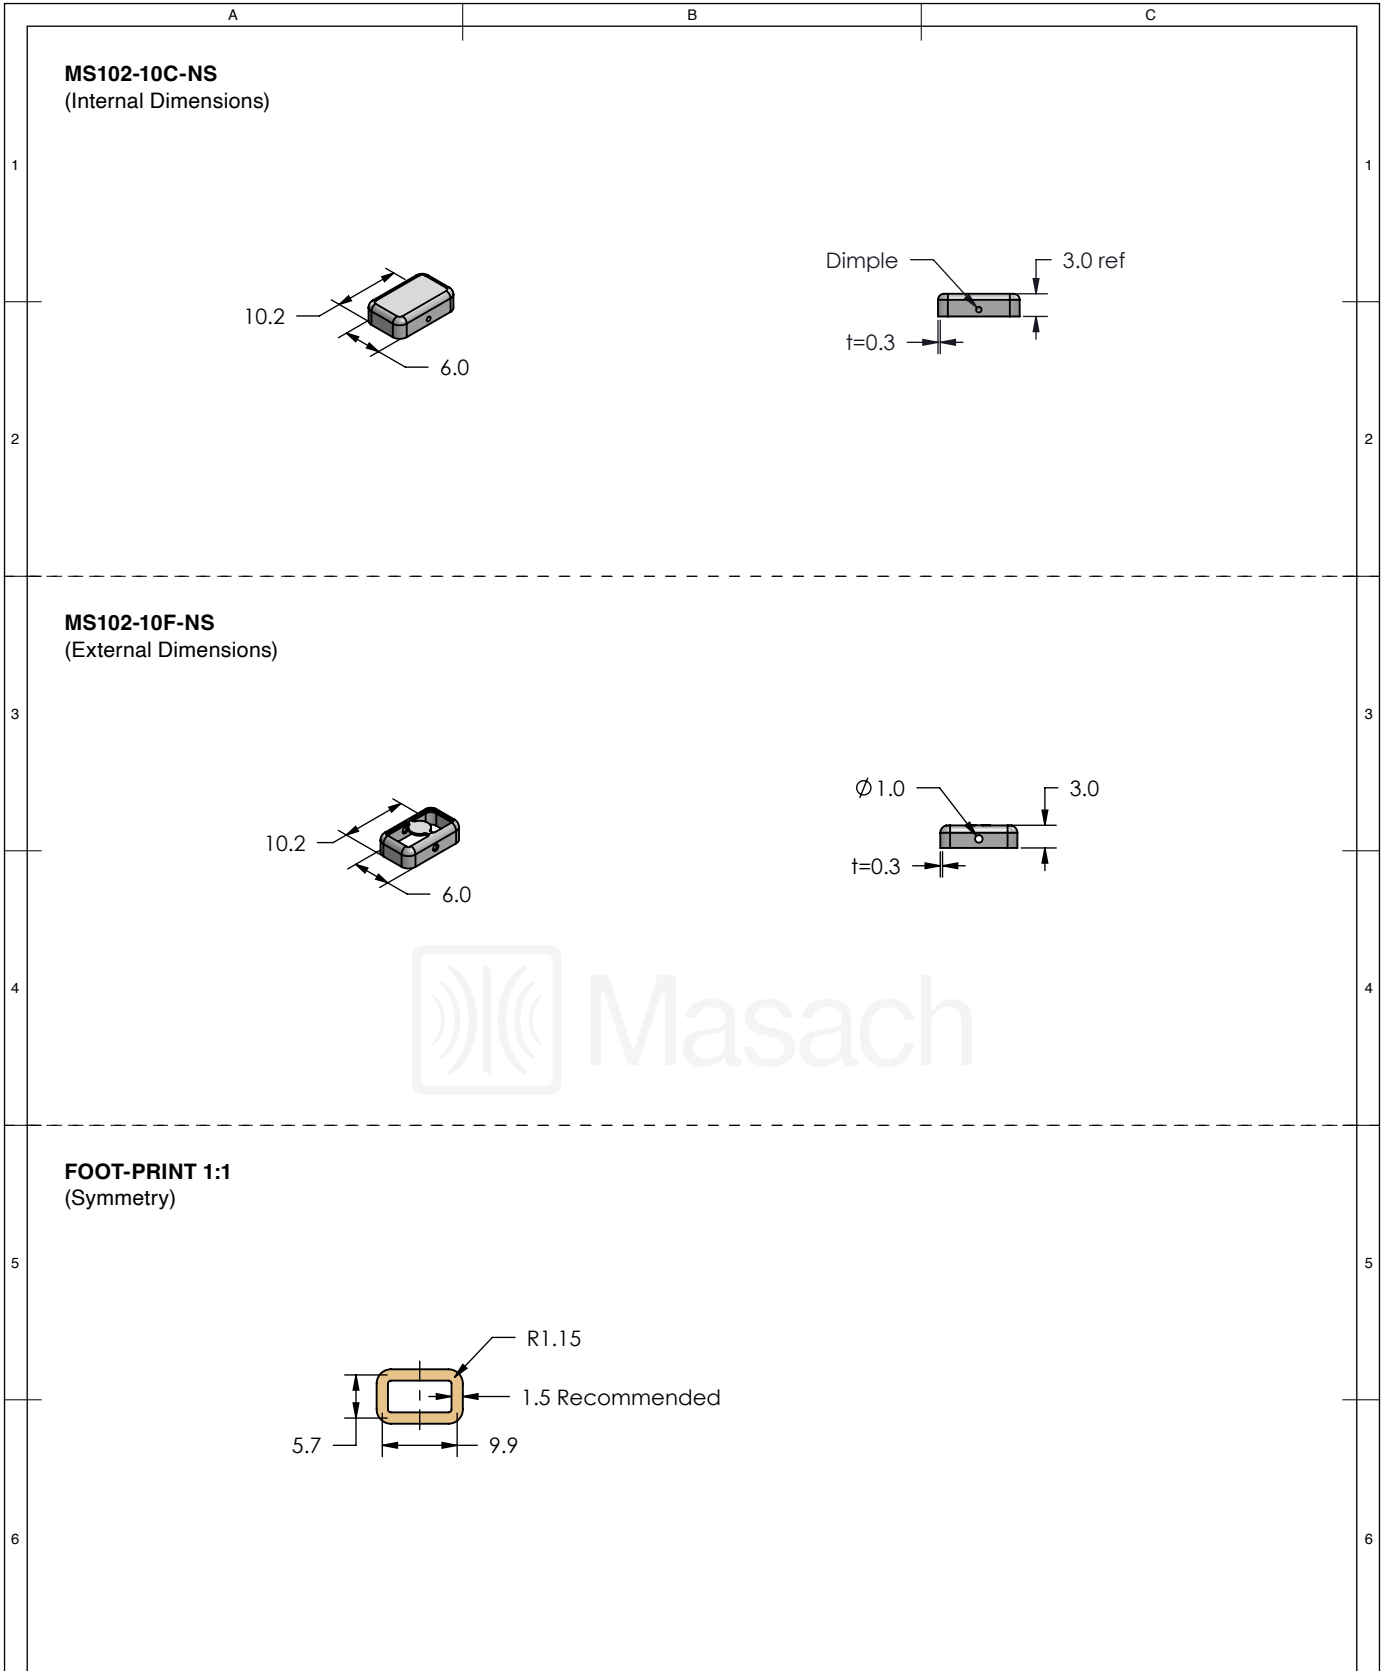 A B C
MS102-10C-NS
(Internal Dimensions)
1 1
Dimple 3.0 ref
10.2
t=0.3
6.0
2 2
MS102-10F-NS
(External Dimensions)
3 3
Ø1.0 3.0
10.2
t=0.3
6.0
4 4
Masach
FOOT-PRINT 1:1
(Symmetry)
5 5
R1.15
1.5 Recommended
5.7 9.9
6 6